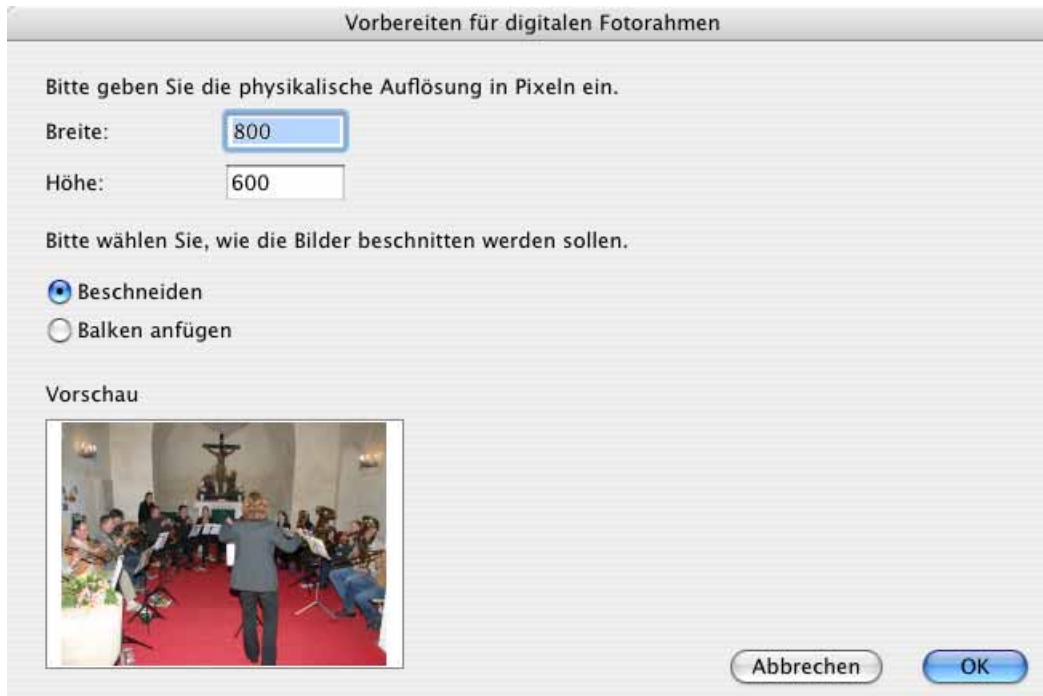 Vorbereiten für digitalen Fotorahmen
Bitte geben Sie die physikalische Auflösung in Pixeln ein.
Breite: 800
Höhe: 600
Bitte wählen Sie, wie die Bilder beschnitten werden sollen.
Beschneiden
Balken anfügen
Vorschau
Abbrechen OK